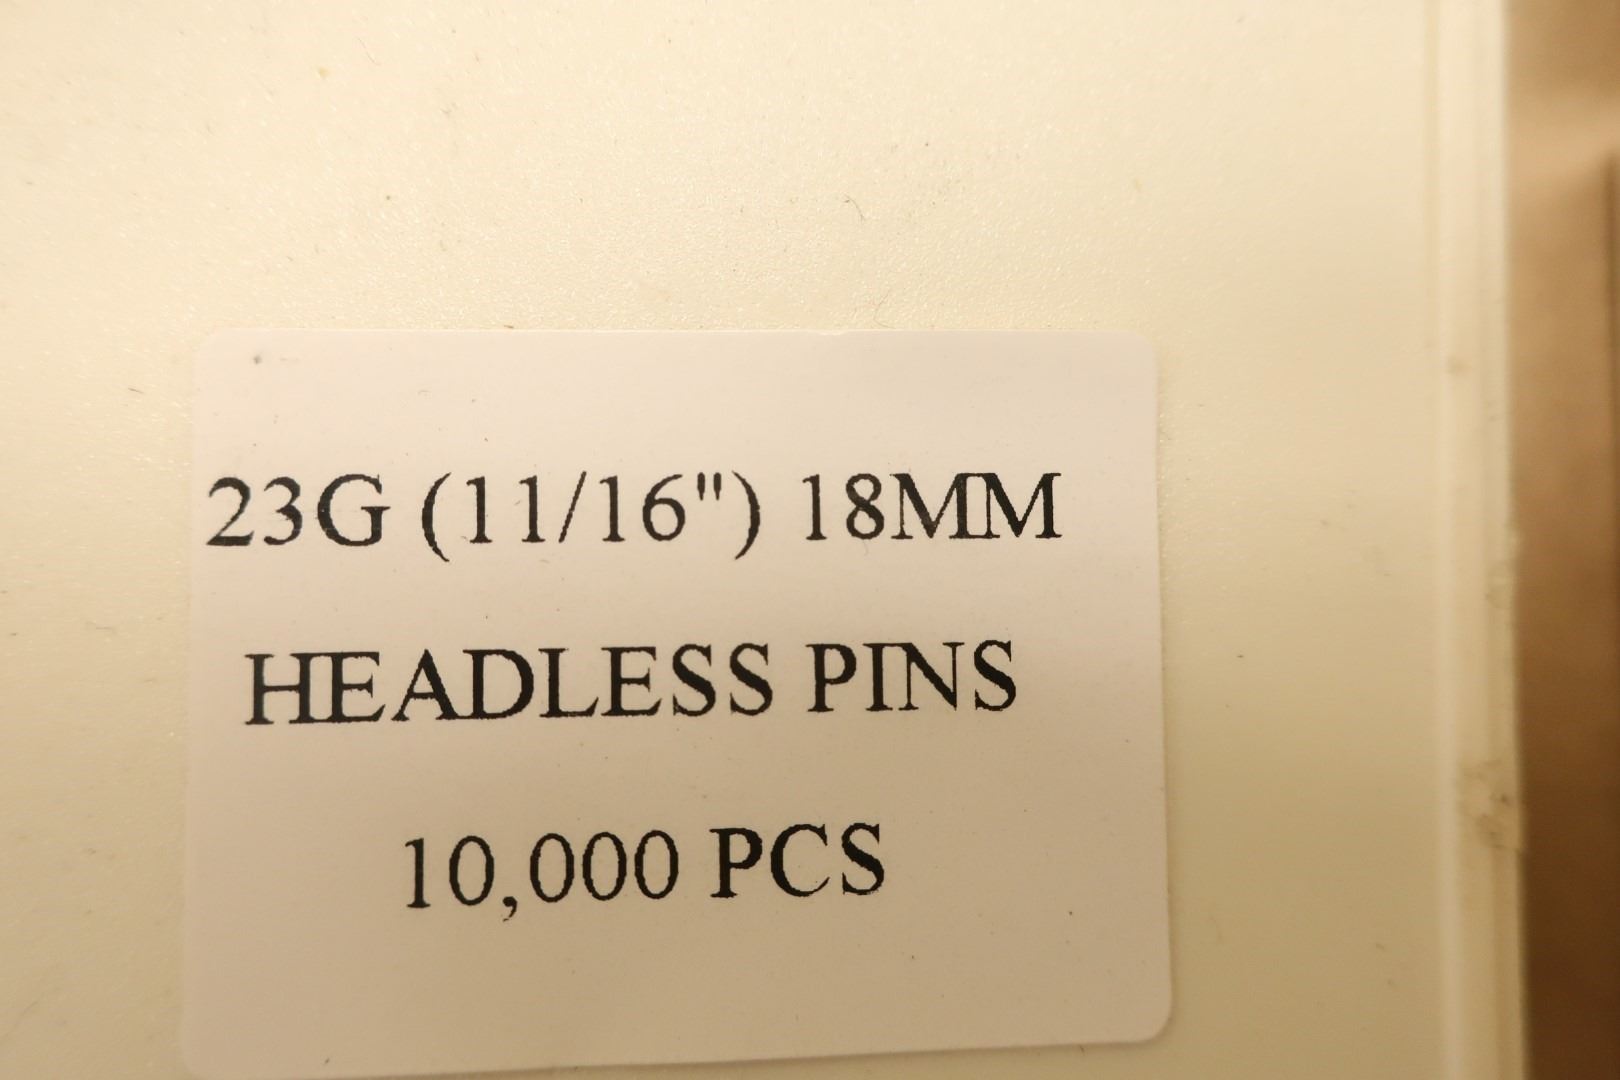 23G (11/16") 18MM
HEADLESS PINS
10,000 PCS